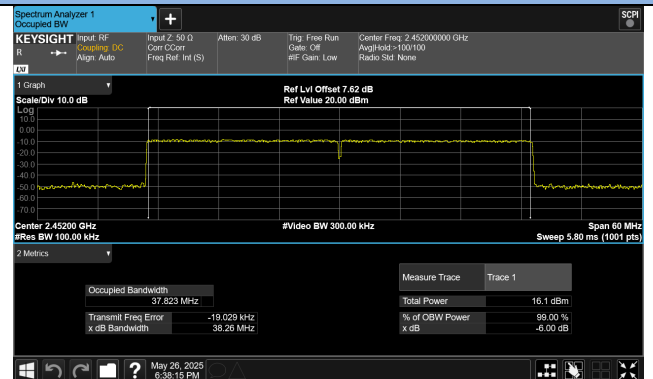 Spectrum Analyzer 1
Occupied BW
SCPI
KEYSIGHT Input: RF Input Z: 50 Ω Atten: 30 dB Trig: Free Run Center Freq: 2.452000000 GHz
R Coupling: DC Corr CCorr Gate: Off Avg|Hold:>100/100
Align: Auto Freq Ref: Int (S) #IF Gain: Low Radio Std: None
LXI
1 Graph
Ref Lvl Offset 7.62 dB
Scale/Div 10.0 dB Ref Value 20.00 dBm
Log
10.0
0.00
-10.0
-20.0
-30.0
-40.0
-50.0
-60.0
-70.0
Center 2.45200 GHz #Video BW 300.00 kHz Span 60 MHz
#Res BW 100.00 kHz Sweep 5.80 ms (1001 pts)
2 Metrics
Measure Trace Trace 1
Occupied Bandwidth
37.823 MHz Total Power 16.1 dBm
Transmit Freq Error -19.029 kHz % of OBW Power 99.00 %
x dB Bandwidth 38.26 MHz x dB -6.00 dB
? May 26, 2025
6:38:15 PM